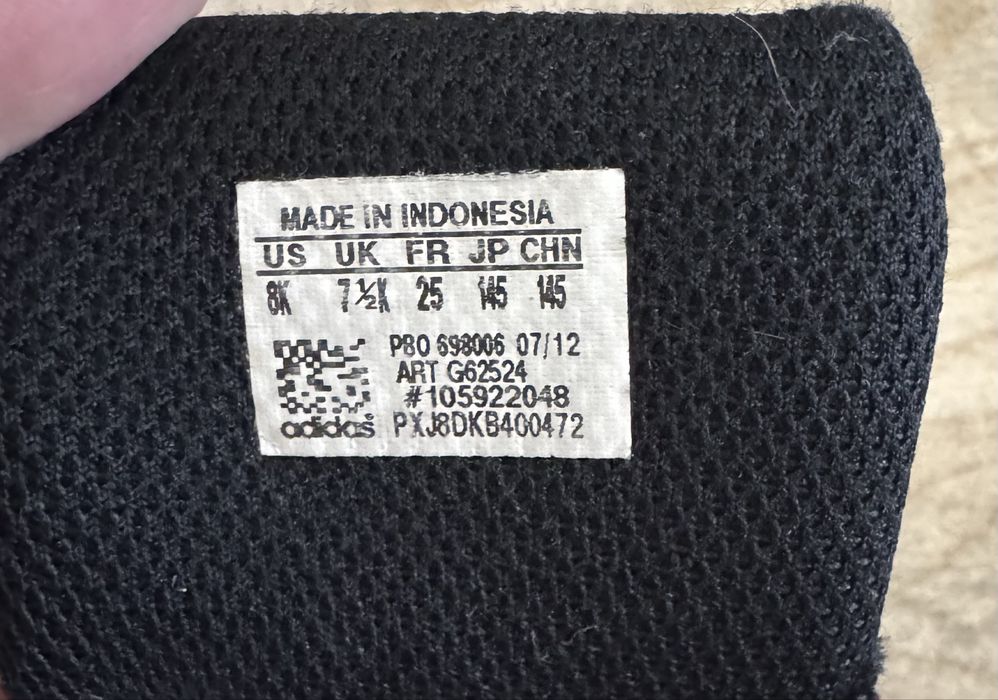 MADE IN INDONESIA
US UK FR JP CHN
8K 7½K 25 145 145
PBO 698006 07/12
ART G62524
#105922048
adidas PXJ8DKB400472